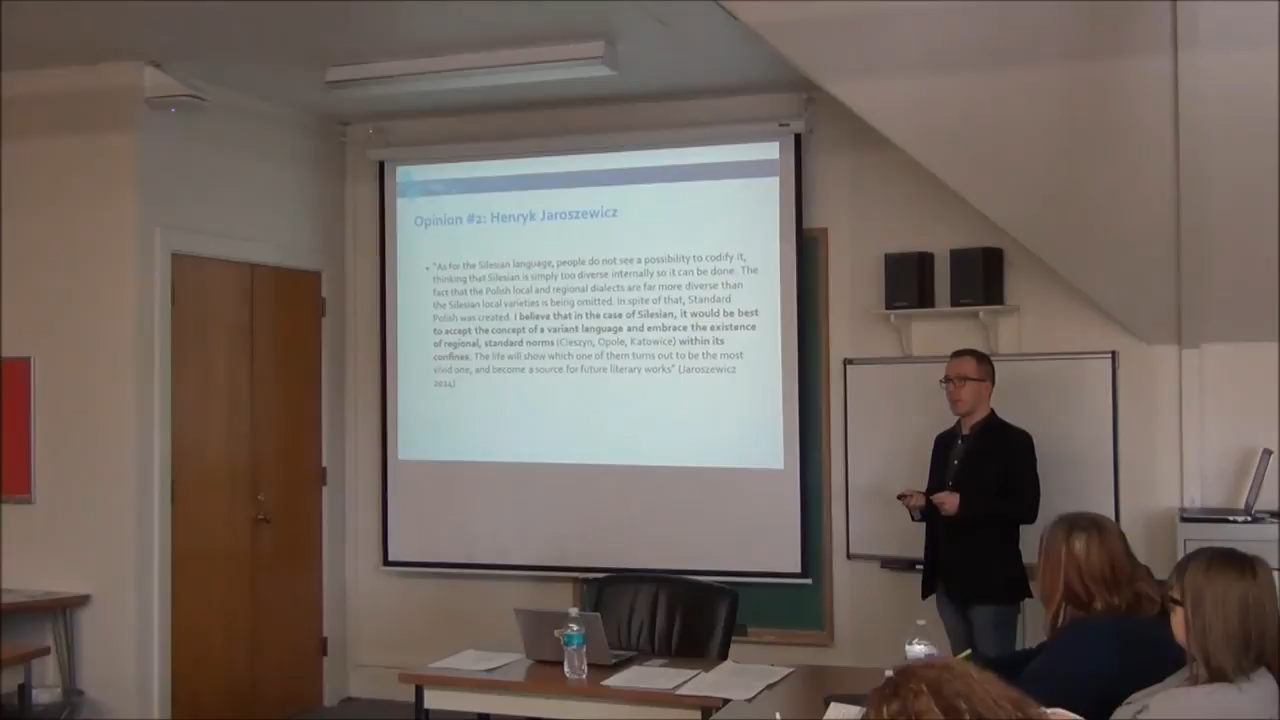 Opinion #2: Henryk Jaroszewicz
• "As for the Silesian language, people do not see a possibility to codify it,
thinking that Silesian is simply too diverse internally so it can be done. The
fact that the Polish local and regional dialects are far more diverse than
the Silesian local varieties is being omitted. In spite of that, Standard
Polish was created. I believe that in the case of Silesian, it would be best
to accept the concept of a variant language and embrace the existence
of regional, standard norms (Cieszyn, Opole, Katowice) within its
confines. The life will show which one of them turns out to be the most
vivid one, and become a source for future literary works" (Jaroszewicz
2014)